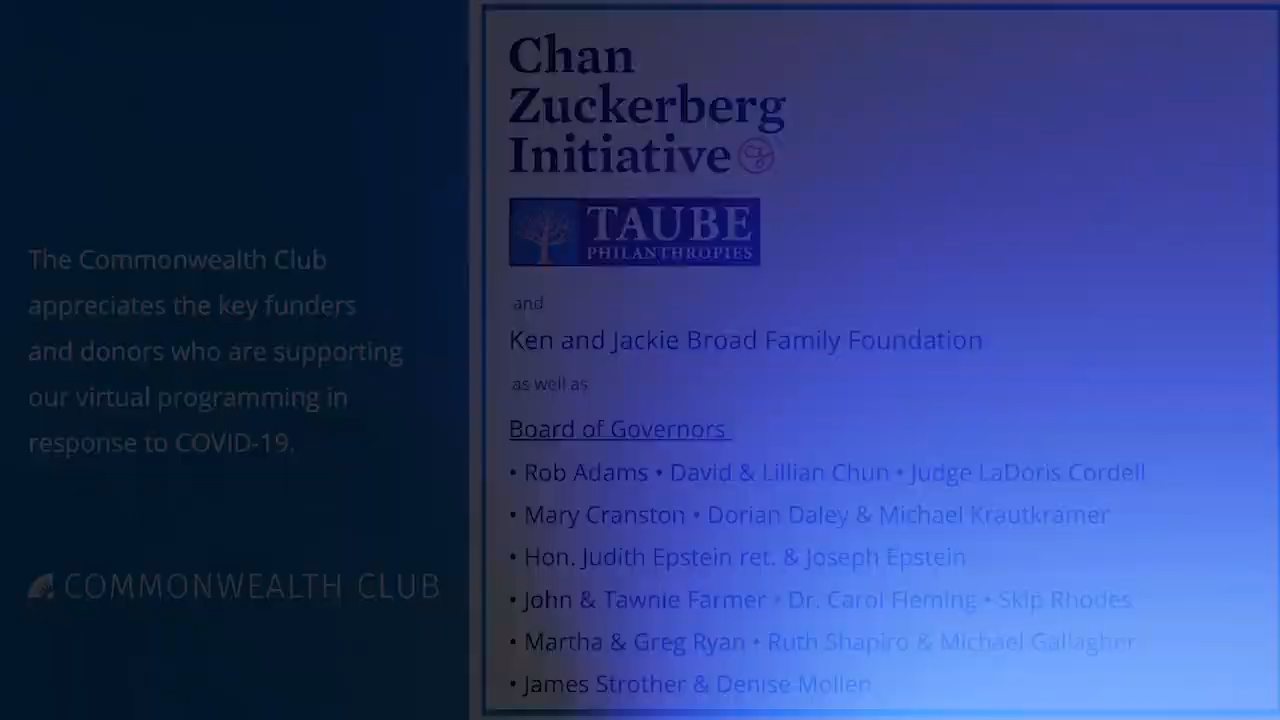 The Commonwealth Club
appreciates the key funders
and donors who are supporting
our virtual programming in
response to COVID-19.
COMMONWEALTH CLUB
Chan
Zuckerberg
Initiative
TAUBE
PHILANTHROPIES
and
Ken and Jackie Broad Family Foundation
as well as
Board of Governors
• Rob Adams • David & Lillian Chun • Judge LaDoris Cordell
• Mary Cranston • Dorian Daley & Michael Krautkramer
• Hon. Judith Epstein ret. & Joseph Epstein
• John & Tawnie Farmer • Dr. Carol Fleming • Skip Rhodes
• Martha & Greg Ryan • Ruth Shapiro & Michael Gallagher
• James Strother & Denise Mollen